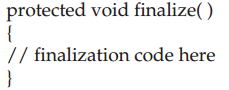 protected void finalize( )
{
// finalization code here
}